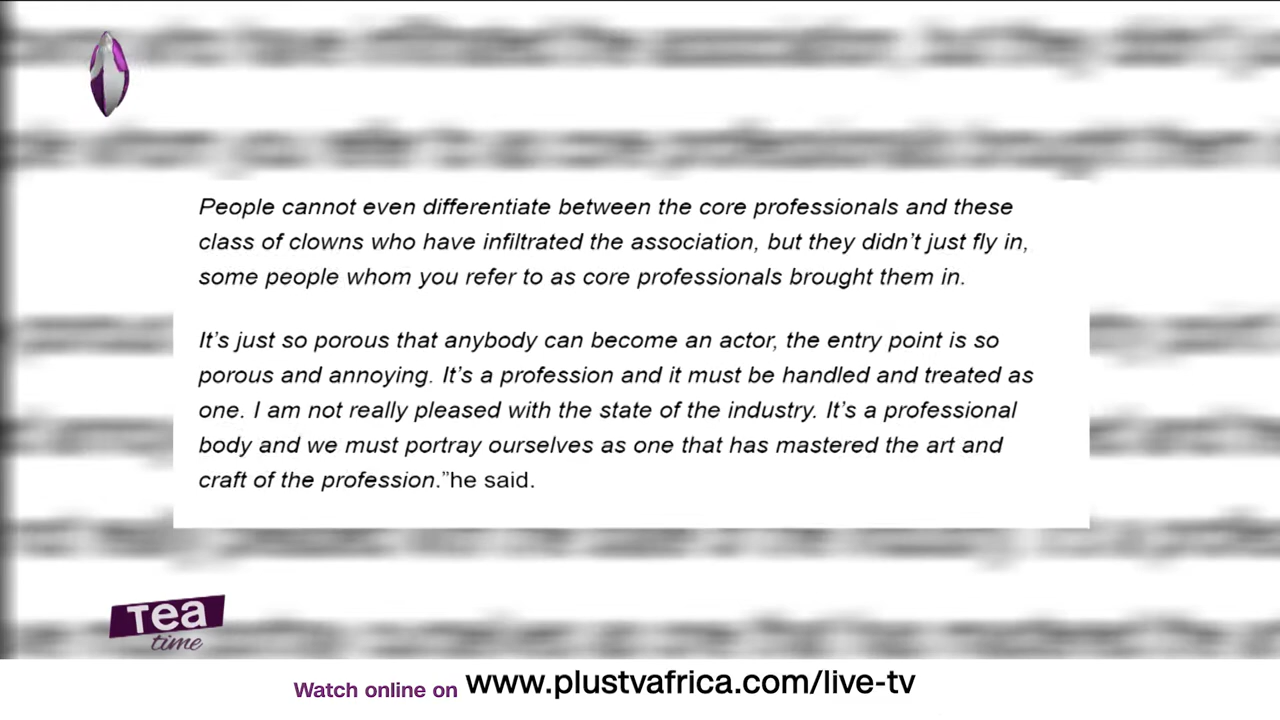 People cannot even differentiate between the core professionals and these
class of clowns who have infiltrated the association, but they didn't just fly in,
some people whom you refer to as core professionals brought them in.
It's just so porous that anybody can become an actor, the entry point is so
porous and annoying. It's a profession and it must be handled and treated as
one. I am not really pleased with the state of the industry. It's a professional
body and we must portray ourselves as one that has mastered the art and
craft of the profession.”he said.
Tea
time
Watch online on www.plustvafrica.com/live-tv